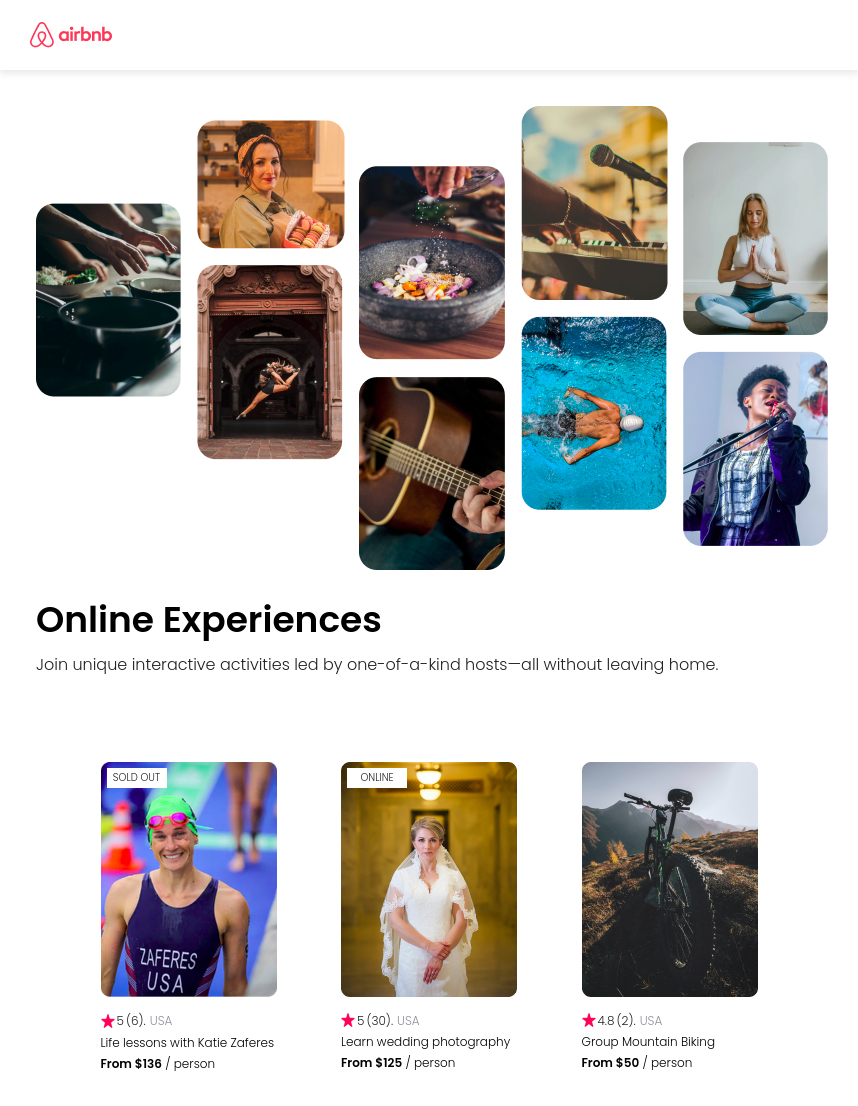 airbnb
Online Experiences
Join unique interactive activities led by one-of-a-kind hosts—all without leaving home.
SOLD OUT
ZAFERES
USA
5 (6). USA
Life lessons with Katie Zaferes
From $136 / person
ONLINE
5 (30). USA
Learn wedding photography
From $125 / person
4.8 (2). USA
Group Mountain Biking
From $50 / person